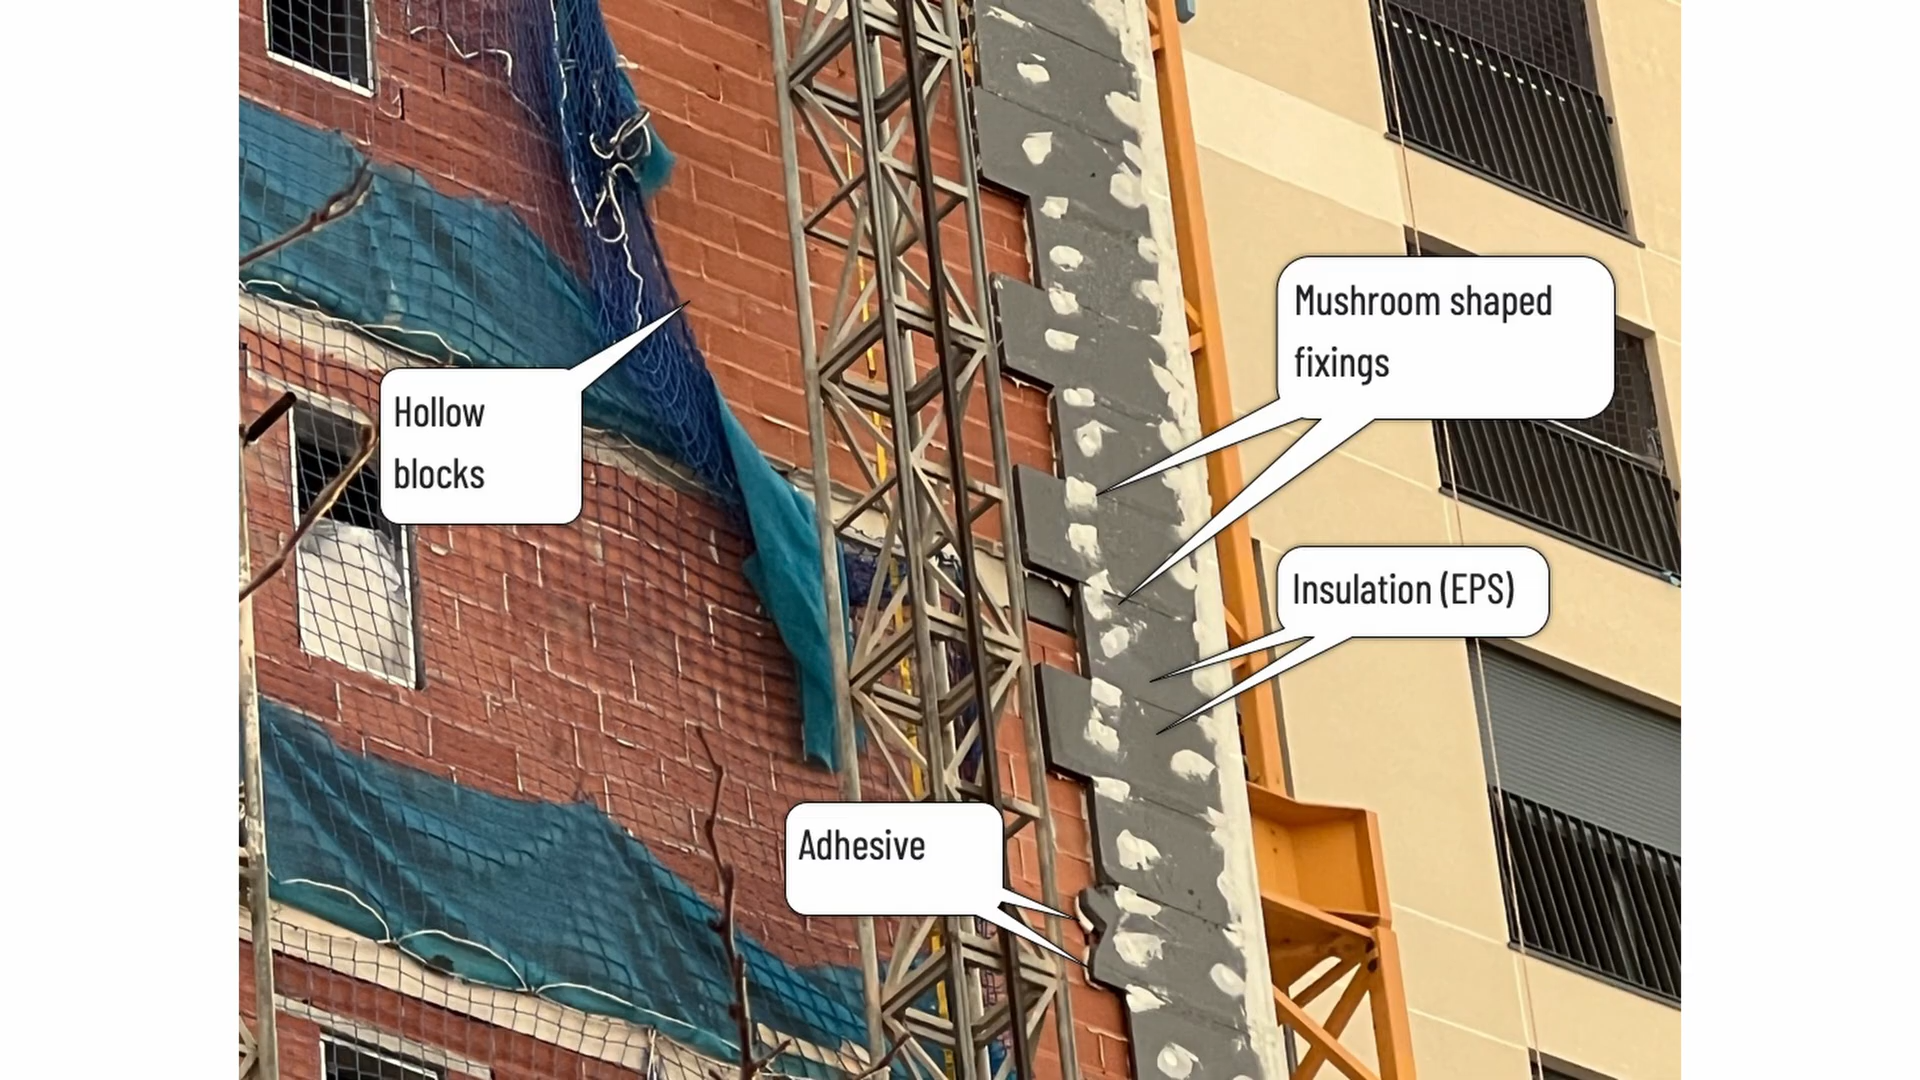 Mushroom shaped
fixings
Hollow
blocks
Insulation (EPS)
Adhesive